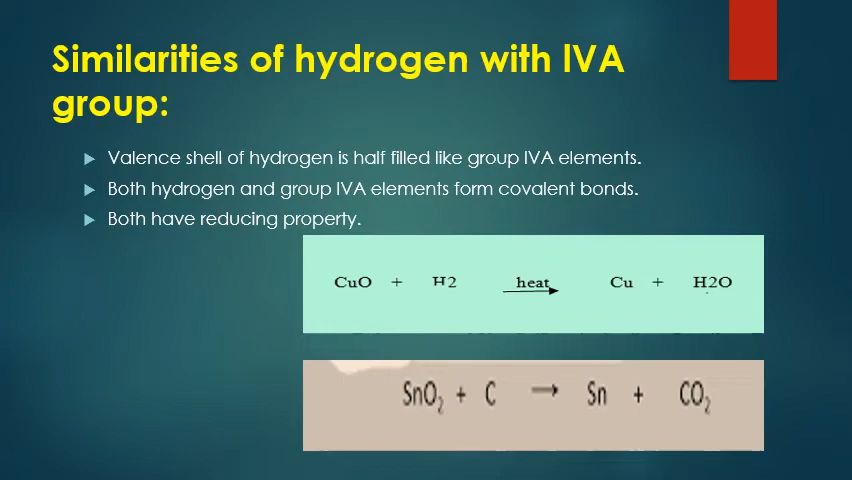 Similarities of hydrogen with IVA
group:
Valence shell of hydrogen is half filled like group IVA elements.
Both hydrogen and group IVA elements form covalent bonds.
Both have reducing property.
CuO + H2 heat Cu + H2O
SnO₂ + C → Sn + CO₂